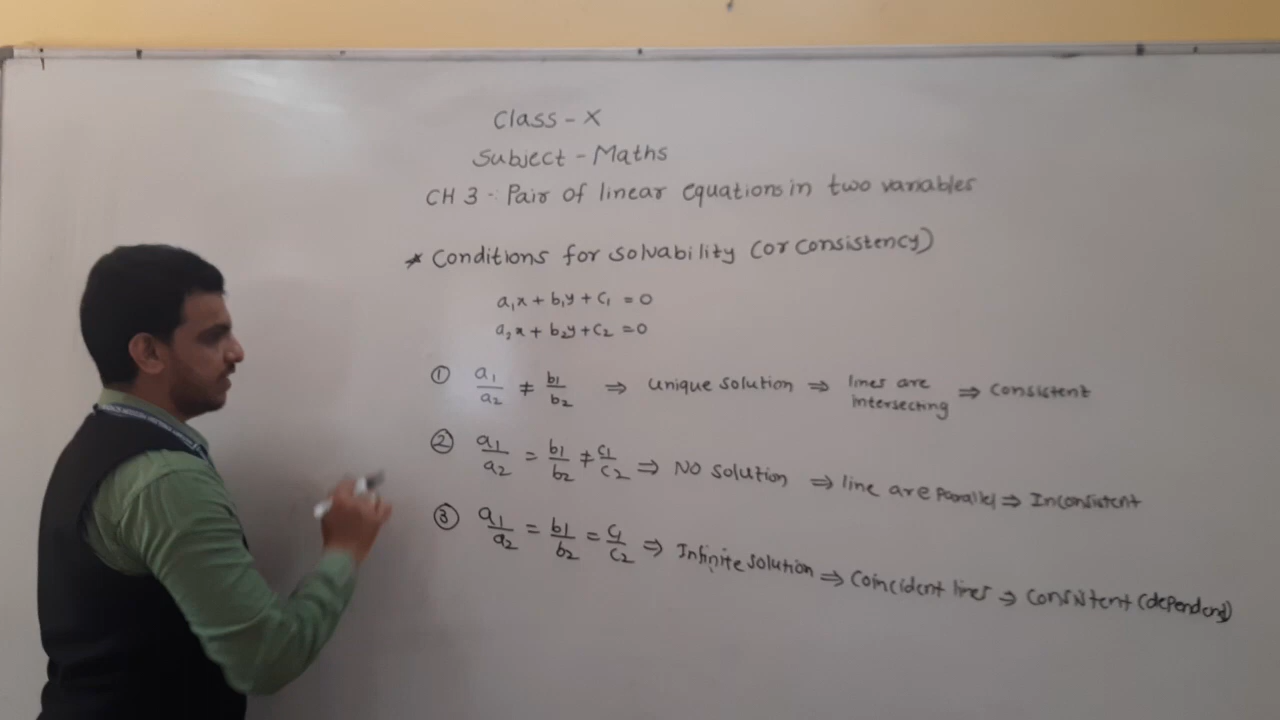 Class - X
Subject - Maths
CH 3 - Pair of linear equations in two variables
* Conditions for solvability (or consistency)
a₁x + b₁y + c₁ = 0
a₂x + b₂y + c₂ = 0
① a₁/a₂ ≠ b₁/b₂ ⇒ unique solution ⇒ lines are intersecting ⇒ consistent
② a₁/a₂ = b₁/b₂ ≠ c₁/c₂ ⇒ No solution ⇒ line are parallel ⇒ Inconsistent
③ a₁/a₂ = b₁/b₂ = c₁/c₂ ⇒ Infinite solution ⇒ Coincident lines ⇒ Consistent (dependent)